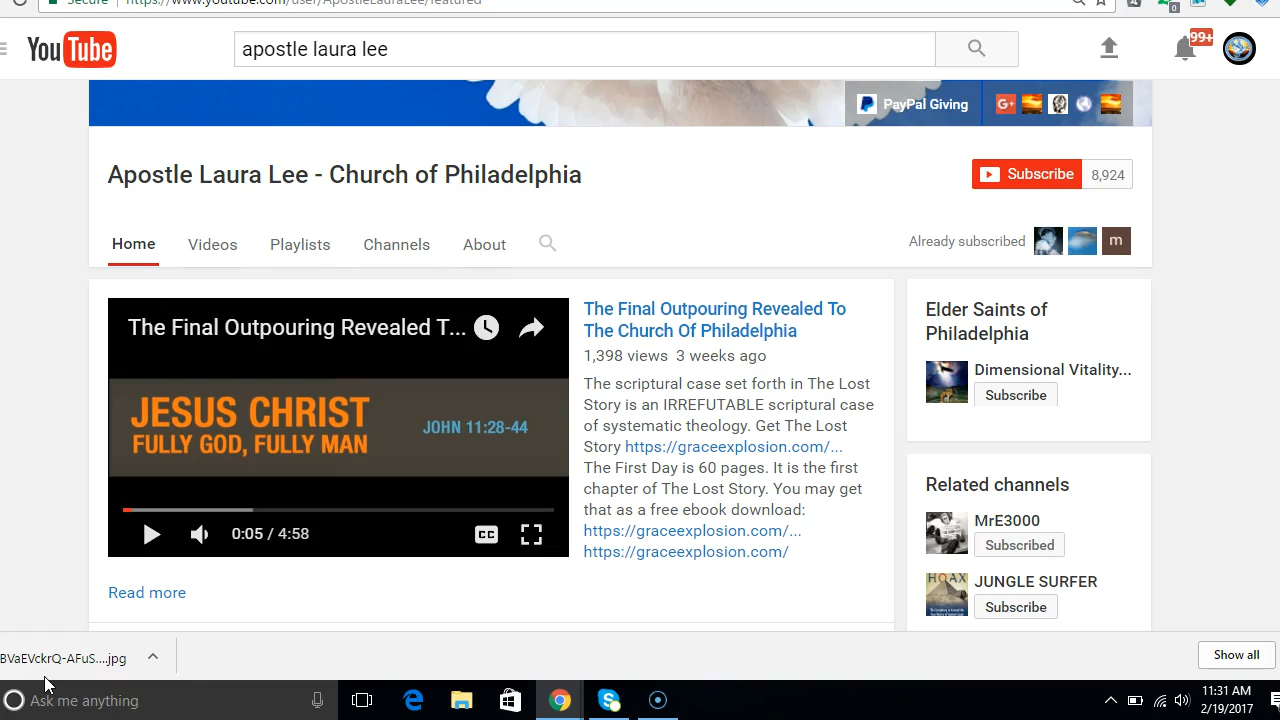 Secure https://www.youtube.com/user/ApostleLauraLee/featured
0
YouTube
apostle laura lee
99+
PayPal Giving
G+
Apostle Laura Lee - Church of Philadelphia
Subscribe 8,924
Home Videos Playlists Channels About
Already subscribed m
The Final Outpouring Revealed T...
JESUS CHRIST
FULLY GOD, FULLY MAN
JOHN 11:28-44
0:05 / 4:58
CC
The Final Outpouring Revealed To
The Church Of Philadelphia
1,398 views 3 weeks ago
The scriptural case set forth in The Lost
Story is an IRREFUTABLE scriptural case
of systematic theology. Get The Lost
Story https://graceexplosion.com/...
The First Day is 60 pages. It is the first
chapter of The Lost Story. You may get
that as a free ebook download:
https://graceexplosion.com/...
https://graceexplosion.com/
Read more
Elder Saints of
Philadelphia
Dimensional Vitality...
Subscribe
Related channels
MrE3000
Subscribed
HOAX
JUNGLE SURFER
Subscribe
BVaEVckrQ-AFuS....jpg
Show all
Ask me anything
11:31 AM
2/19/2017